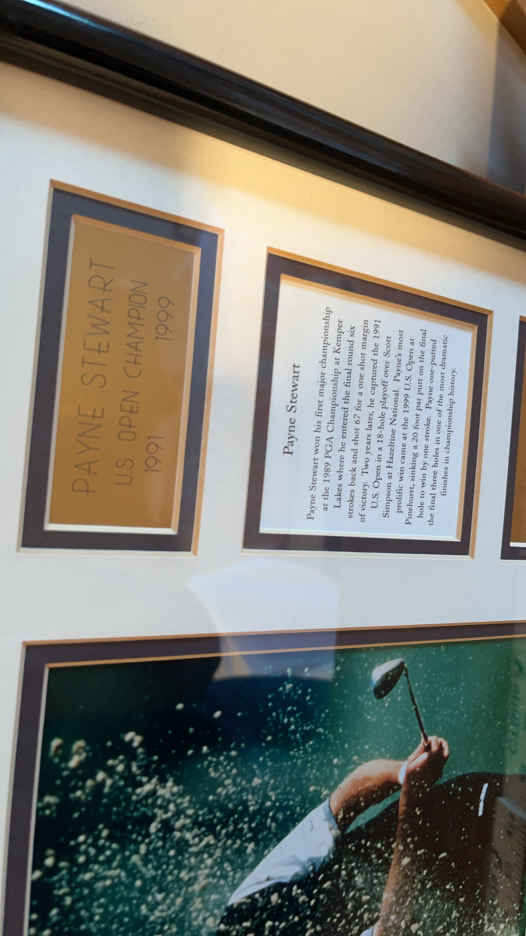 PAYNE STEWART
U.S. OPEN CHAMPION
1991 1999
Payne Stewart
Payne Stewart won his first major championship
at the 1989 PGA Championship at Kemper
Lakes where he entered the final round six
strokes back and shot 67 for a one shot margin
of victory. Two years later, he captured the 1991
U.S. Open in a 18-hole playoff over Scott
Simpson at Hazeltine National. Payne's most
prolific win came at the 1999 U.S. Open at
Pinehurst, sinking a 20 foot par putt on the final
hole to win by one stroke. Payne one-putted
the final three holes in one of the most dramatic
finishes in championship history.